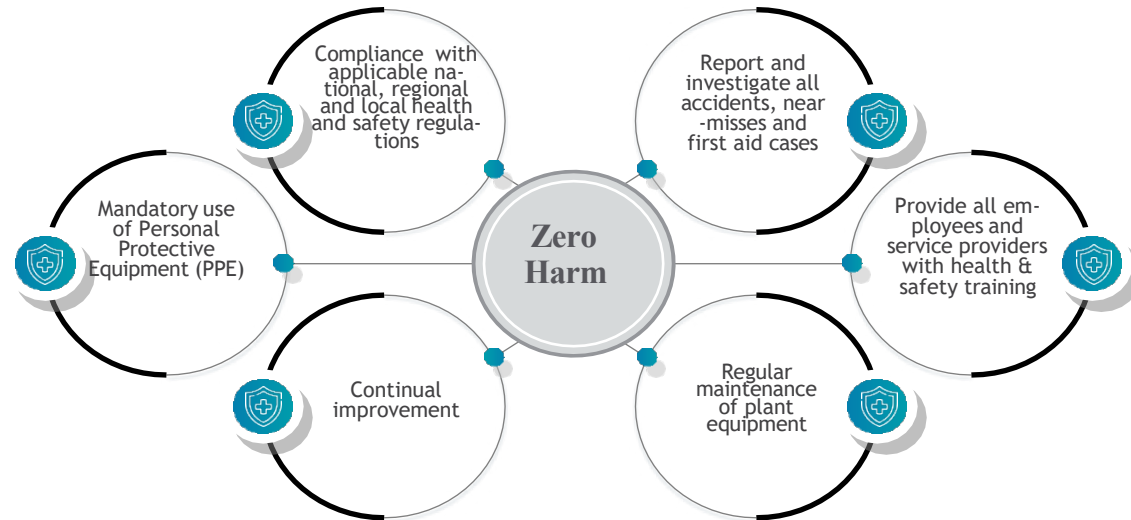 Compliance with
applicable na-
tional, regional
and local health
and safety regula-
tions
Report and
investigate all
accidents, near
-misses and
first aid cases
Mandatory use
of Personal
Protective
Equipment (PPE)
Zero
Harm
Provide all em-
ployees and
service providers
with health &
safety training
Continual
improvement
Regular
maintenance
of plant
equipment